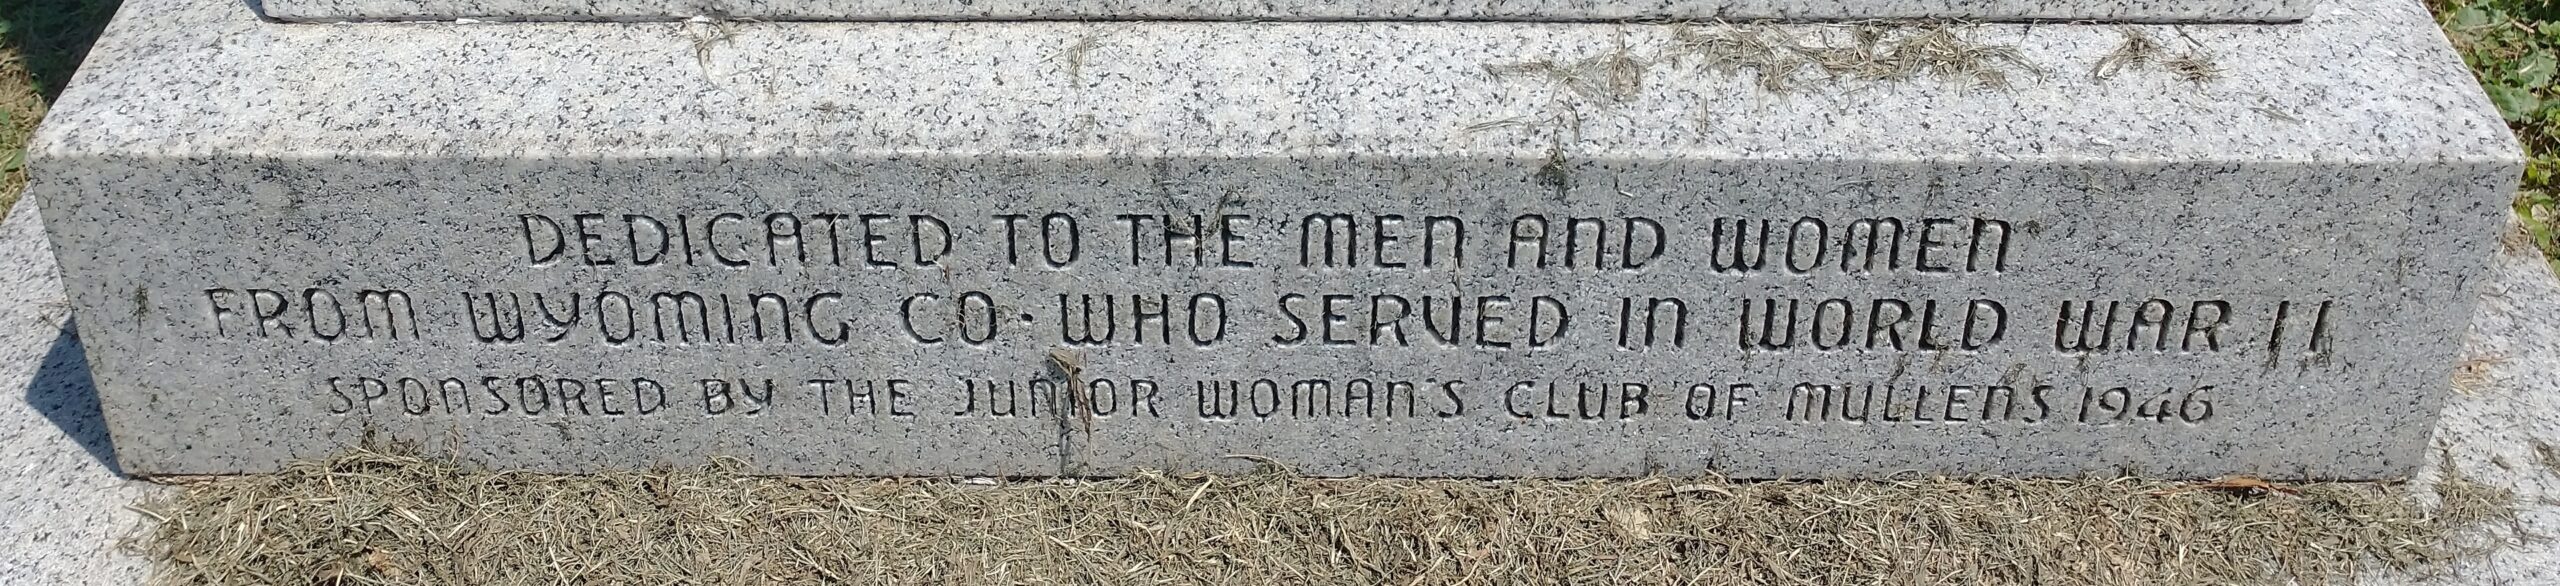 DEDICATED TO THE MEN AND WOMEN
FROM WYOMING CO. WHO SERVED IN WORLD WAR II
SPONSORED BY THE JUNIOR WOMAN'S CLUB OF MULLENS 1946